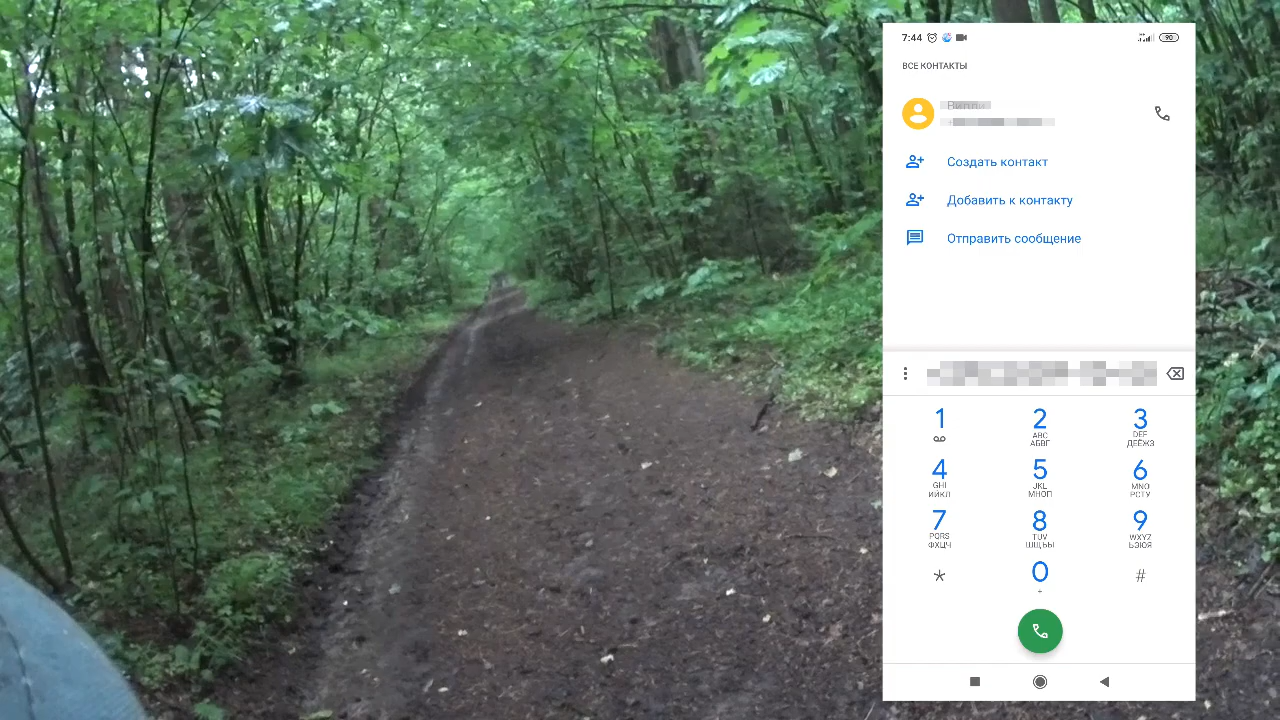 7:44
90
ВСЕ КОНТАКТЫ
Вилли
Создать контакт
Добавить к контакту
Отправить сообщение
1 2 3
ABC DEF
АБВГ ДЕЁЖЗ
4 5 6
GHI JKL MNO
ИЙКЛ МНОП РСТУ
7 8 9
PQRS TUV WXYZ
ФХЦЧ ШЩЪЫ ЬЭЮЯ
* 0 #
+